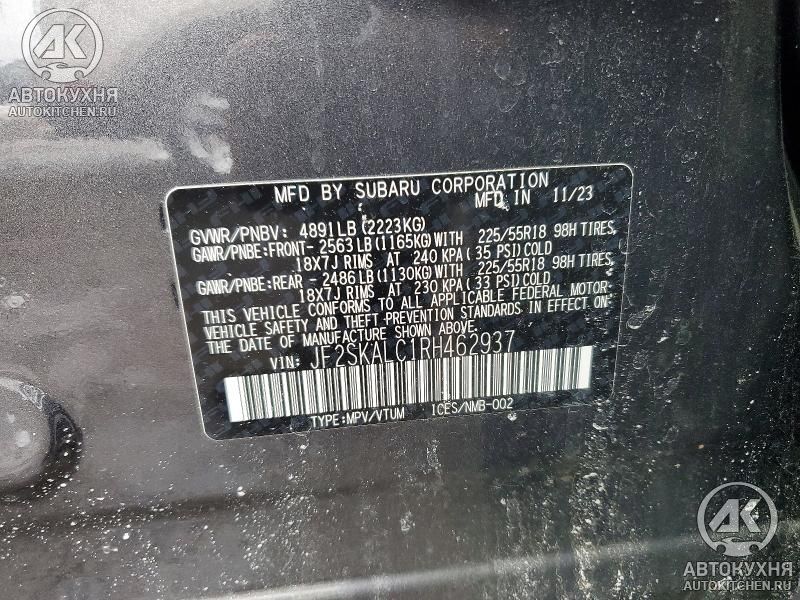 АК
АВТОКУХНЯ
AUTOKITCHEN.RU
MFD BY SUBARU CORPORATION
MFD IN 11/23
GVWR/PNBV: 4891LB (2223KG)
GAWR/PNBE:FRONT- 2563LB (1165KG)WITH 225/55R18 98H TIRES,
18X7J RIMS AT 240 KPA (35 PSI) COLD
GAWR/PNBE:REAR - 2486LB (1130KG)WITH 225/55R18 98H TIRES,
18X7J RIMS AT 230 KPA (33 PSI) COLD
THIS VEHICLE CONFORMS TO ALL APPLICABLE FEDERAL MOTOR
VEHICLE SAFETY AND THEFT PREVENTION STANDARDS IN EFFECT ON
THE DATE OF MANUFACTURE SHOWN ABOVE.
VIN: JF2SKALC1RH462937
TYPE:MPV/VTUM ICES/NMB-002
АК
АВТОКУХНЯ
AUTOKITCHEN.RU